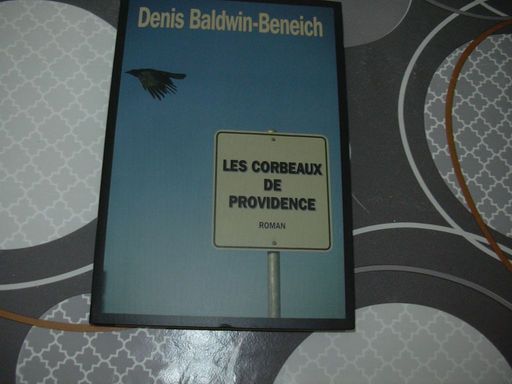 Denis Baldwin-Beneich
LES CORBEAUX
DE
PROVIDENCE
ROMAN